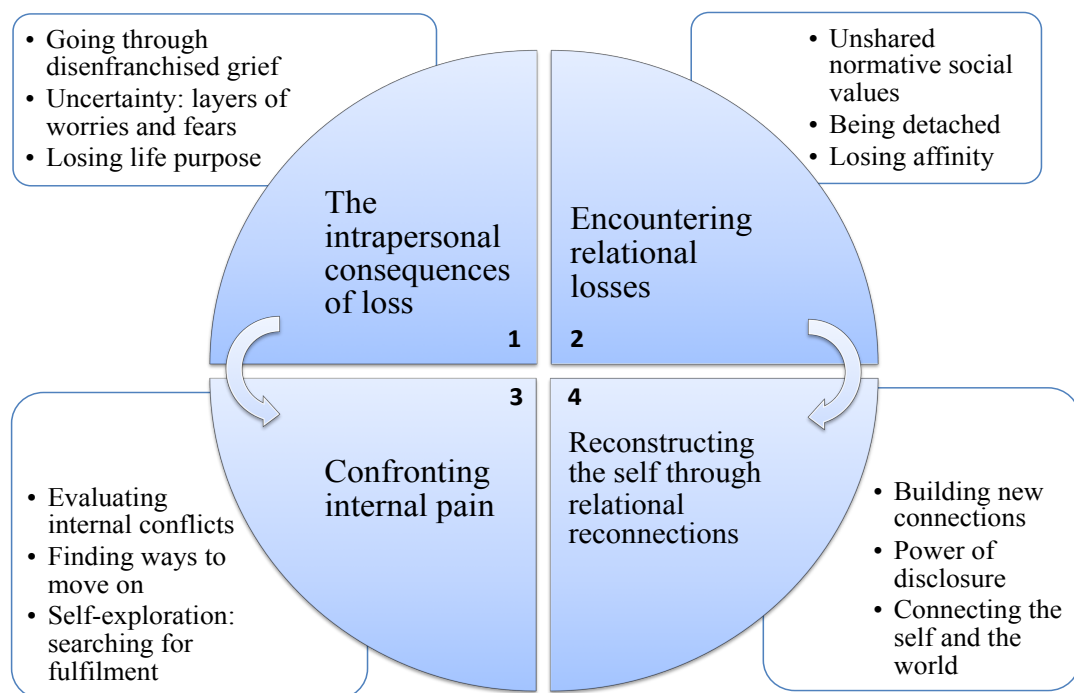 • Going through
disenfranchised grief
• Uncertainty: layers of
worries and fears
• Losing life purpose
• Unshared
normative social
values
• Being detached
• Losing affinity
The
intrapersonal
consequences
of loss
1
Encountering
relational
losses
2
3
Confronting
internal pain
4
Reconstructing
the self through
relational
reconnections
• Evaluating
internal conflicts
• Finding ways to
move on
• Self-exploration:
searching for
fulfilment
• Building new
connections
• Power of
disclosure
• Connecting the
self and the
world